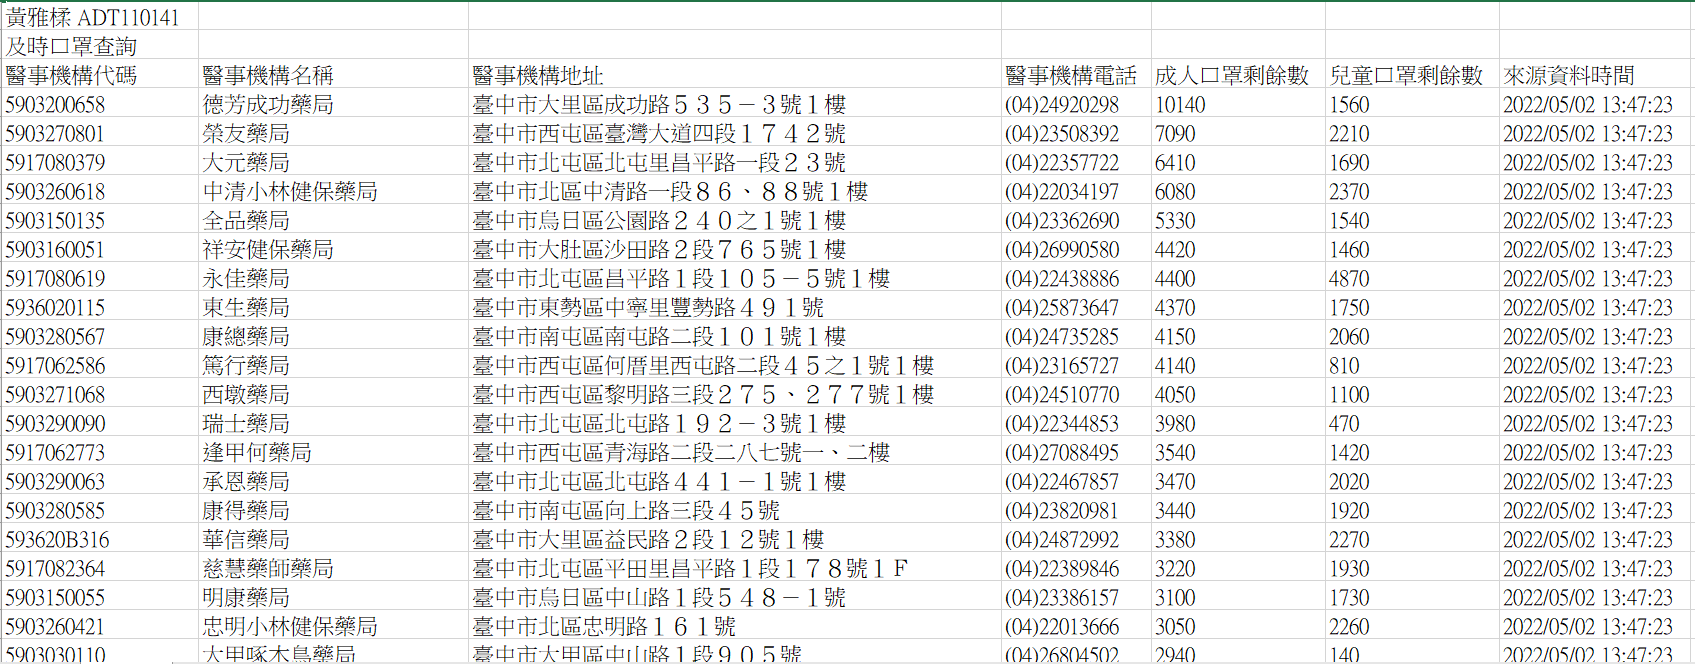 黃雅楺 ADT110141
及時口罩查詢
醫事機構代碼 醫事機構名稱 醫事機構地址 醫事機構電話 成人口罩剩餘數 兒童口罩剩餘數 來源資料時間
5903200658 德芳成功藥局 臺中市大里區成功路５３５－３號１樓 (04)24920298 10140 1560 2022/05/02 13:47:23
5903270801 榮友藥局 臺中市西屯區臺灣大道四段１７４２號 (04)23508392 7090 2210 2022/05/02 13:47:23
5917080379 大元藥局 臺中市北屯區北屯里昌平路一段２３號 (04)22357722 6410 1690 2022/05/02 13:47:23
5903260618 中清小林健保藥局 臺中市北區中清路一段８６、８８號１樓 (04)22034197 6080 2370 2022/05/02 13:47:23
5903150135 全品藥局 臺中市烏日區公園路２４０之１號１樓 (04)23362690 5330 1540 2022/05/02 13:47:23
5903160051 祥安健保藥局 臺中市大肚區沙田路２段７６５號１樓 (04)26990580 4420 1460 2022/05/02 13:47:23
5917080619 永佳藥局 臺中市北屯區昌平路１段１０５－５號１樓 (04)22438886 4400 4870 2022/05/02 13:47:23
5936020115 東生藥局 臺中市東勢區中寧里豐勢路４９１號 (04)25873647 4370 1750 2022/05/02 13:47:23
5903280567 康總藥局 臺中市南屯區南屯路二段１０１號１樓 (04)24735285 4150 2060 2022/05/02 13:47:23
5917062586 篤行藥局 臺中市西屯區何厝里西屯路二段４５之１號１樓 (04)23165727 4140 810 2022/05/02 13:47:23
5903271068 西墩藥局 臺中市西屯區黎明路三段２７５、２７７號１樓 (04)24510770 4050 1100 2022/05/02 13:47:23
5903290090 瑞士藥局 臺中市北屯區北屯路１９２－３號１樓 (04)22344853 3980 470 2022/05/02 13:47:23
5917062773 逢甲何藥局 臺中市西屯區青海路二段二八七號一、二樓 (04)27088495 3540 1420 2022/05/02 13:47:23
5903290063 承恩藥局 臺中市北屯區北屯路４４１－１號１樓 (04)22467857 3470 2020 2022/05/02 13:47:23
5903280585 康得藥局 臺中市南屯區向上路三段４５號 (04)23820981 3440 1920 2022/05/02 13:47:23
593620B316 華信藥局 臺中市大里區益民路２段１２號１樓 (04)24872992 3380 2270 2022/05/02 13:47:23
5917082364 慈慧藥師藥局 臺中市北屯區平田里昌平路１段１７８號１Ｆ (04)22389846 3220 1930 2022/05/02 13:47:23
5903150055 明康藥局 臺中市烏日區中山路１段５４８－１號 (04)23386157 3100 1730 2022/05/02 13:47:23
5903260421 忠明小林健保藥局 臺中市北區忠明路１６１號 (04)22013666 3050 2260 2022/05/02 13:47:23
5903030110 大甲啄木鳥藥局 臺中市大甲區中山路１段９０５號 (04)26804502 2940 140 2022/05/02 13:47:23